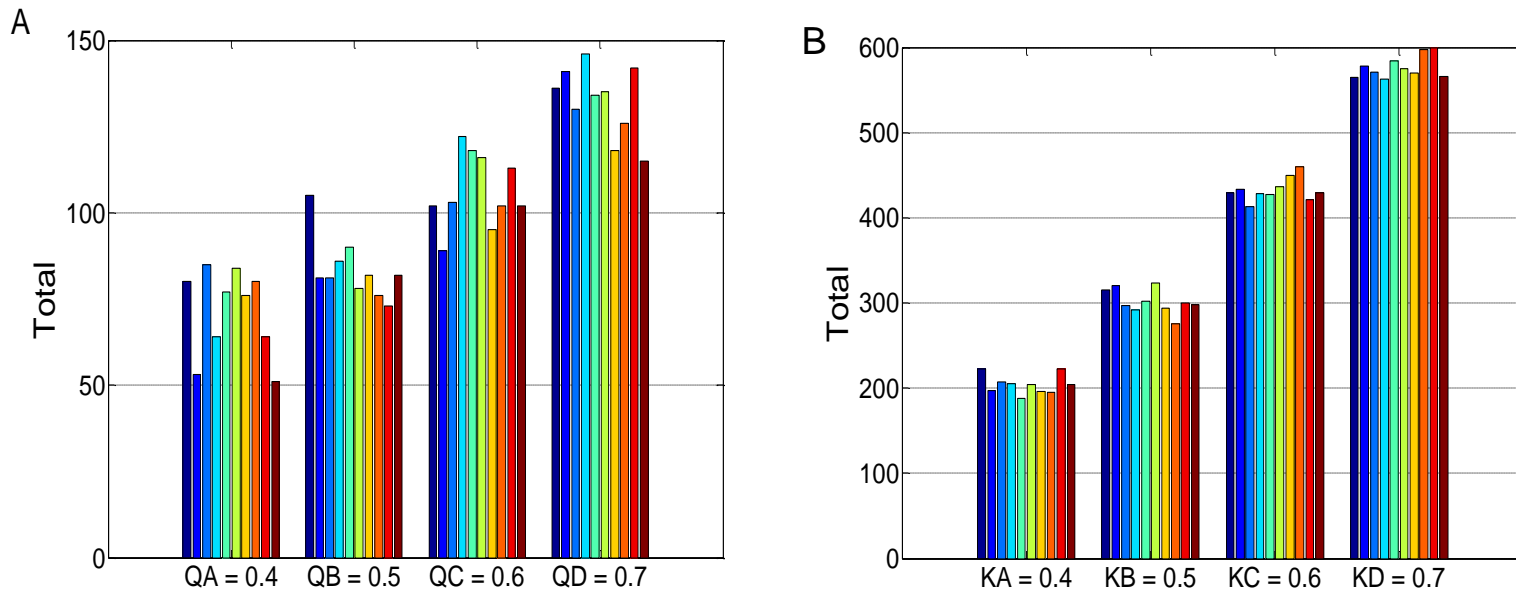 A
150
100
50
0
Total
QA = 0.4 QB = 0.5 QC = 0.6 QD = 0.7
B
600
500
400
300
200
100
0
Total
KA = 0.4 KB = 0.5 KC = 0.6 KD = 0.7